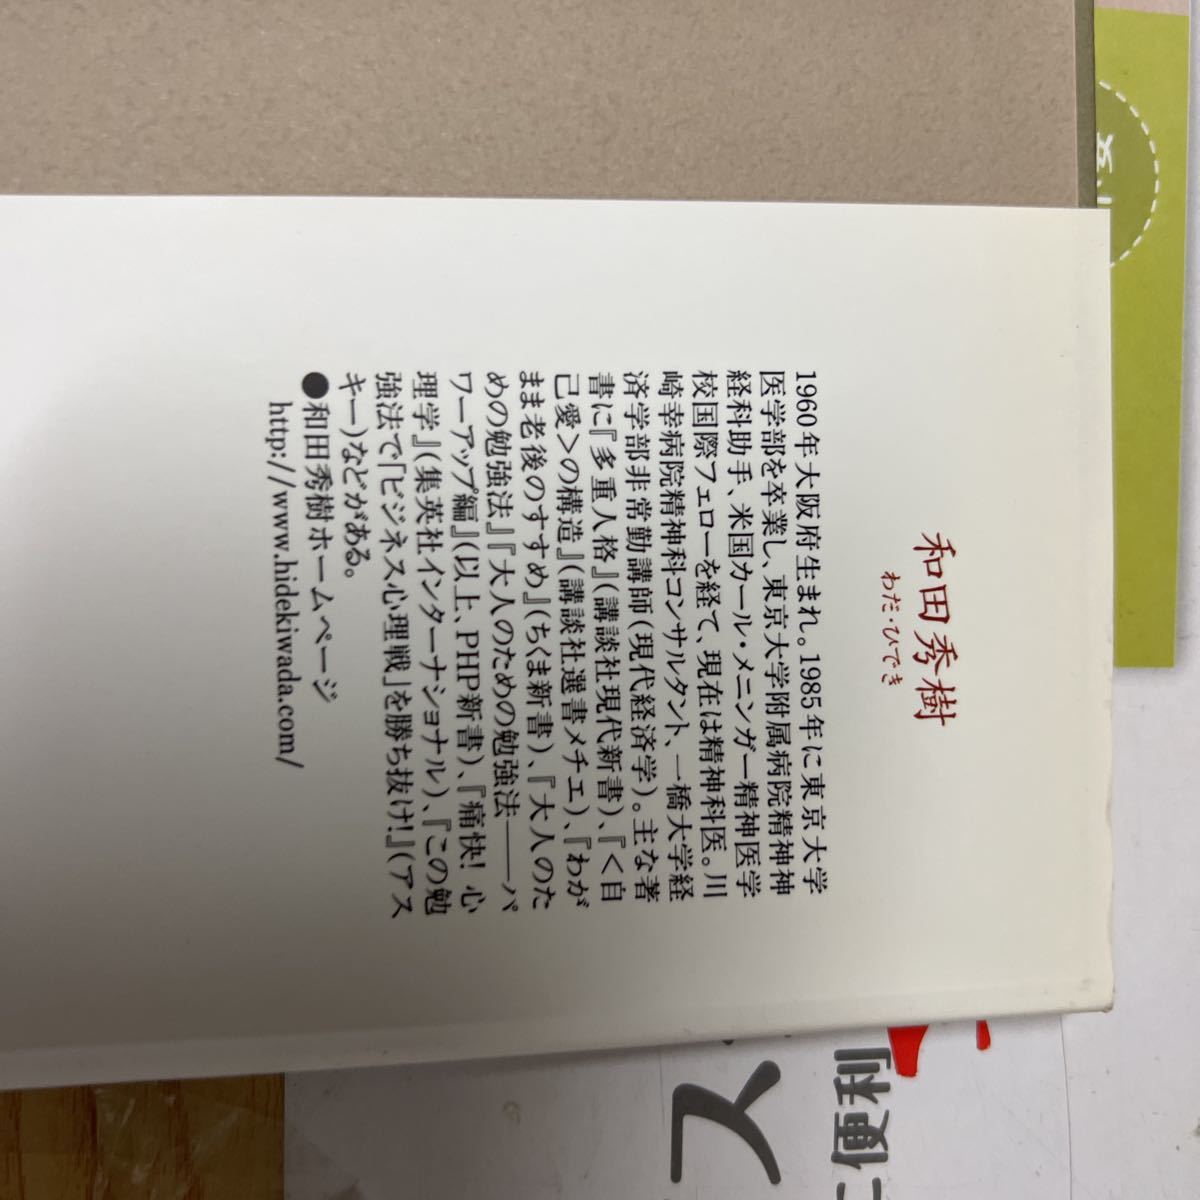 和田秀樹
わだ・ひでき
1960年大阪府生まれ。1985年に東京大学
医学部を卒業し、東京大学附属病院精神神
経科助手、米国カール・メニンガー精神医学
校国際フェローを経て、現在は精神科医。川
崎幸病院精神科コンサルタント、一橋大学経
済学部非常勤講師(現代経済学)。主な著
書に『多重人格』(講談社現代新書)、『<自
己愛>の構造』(講談社選書メチエ)、『わが
まま老後のすすめ』(ちくま新書)、『大人のた
めの勉強法』『大人のための勉強法――パ
ワーアップ編』(以上、PHP新書)、『痛快! 心
理学』(集英社インターナショナル)、『この勉
強法で「ビジネス心理戦」を勝ち抜け!』(アス
キー)などがある。
●和田秀樹ホームページ
http://www.hidekiwada.com/
ス
に便利